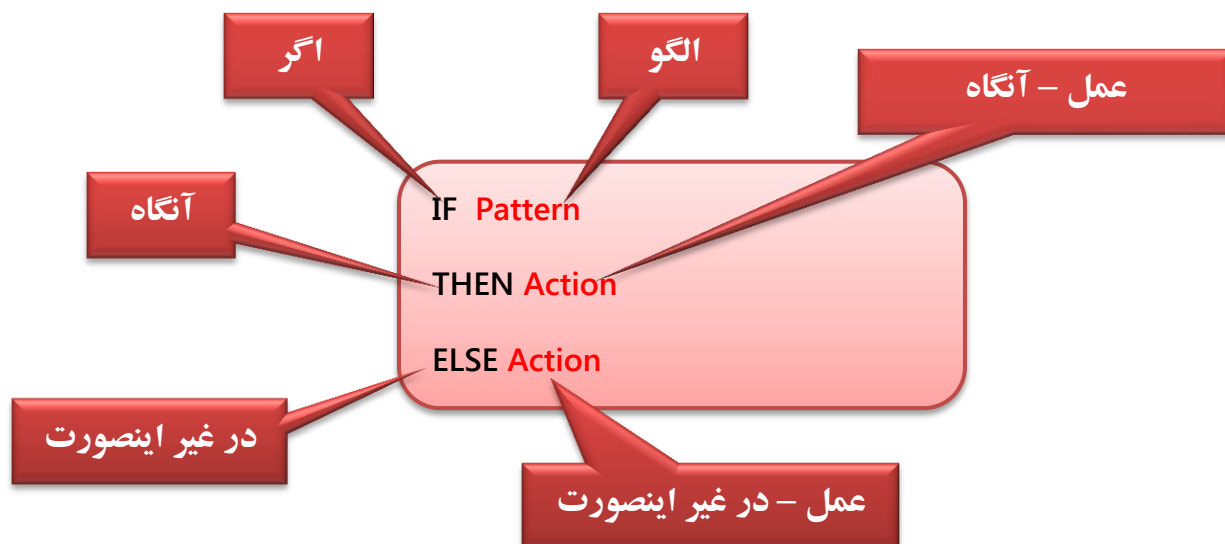 اگر
الگو
عمل – آنگاه
IF Pattern
آنگاه
THEN Action
ELSE Action
در غیر اینصورت
عمل – در غیر اینصورت